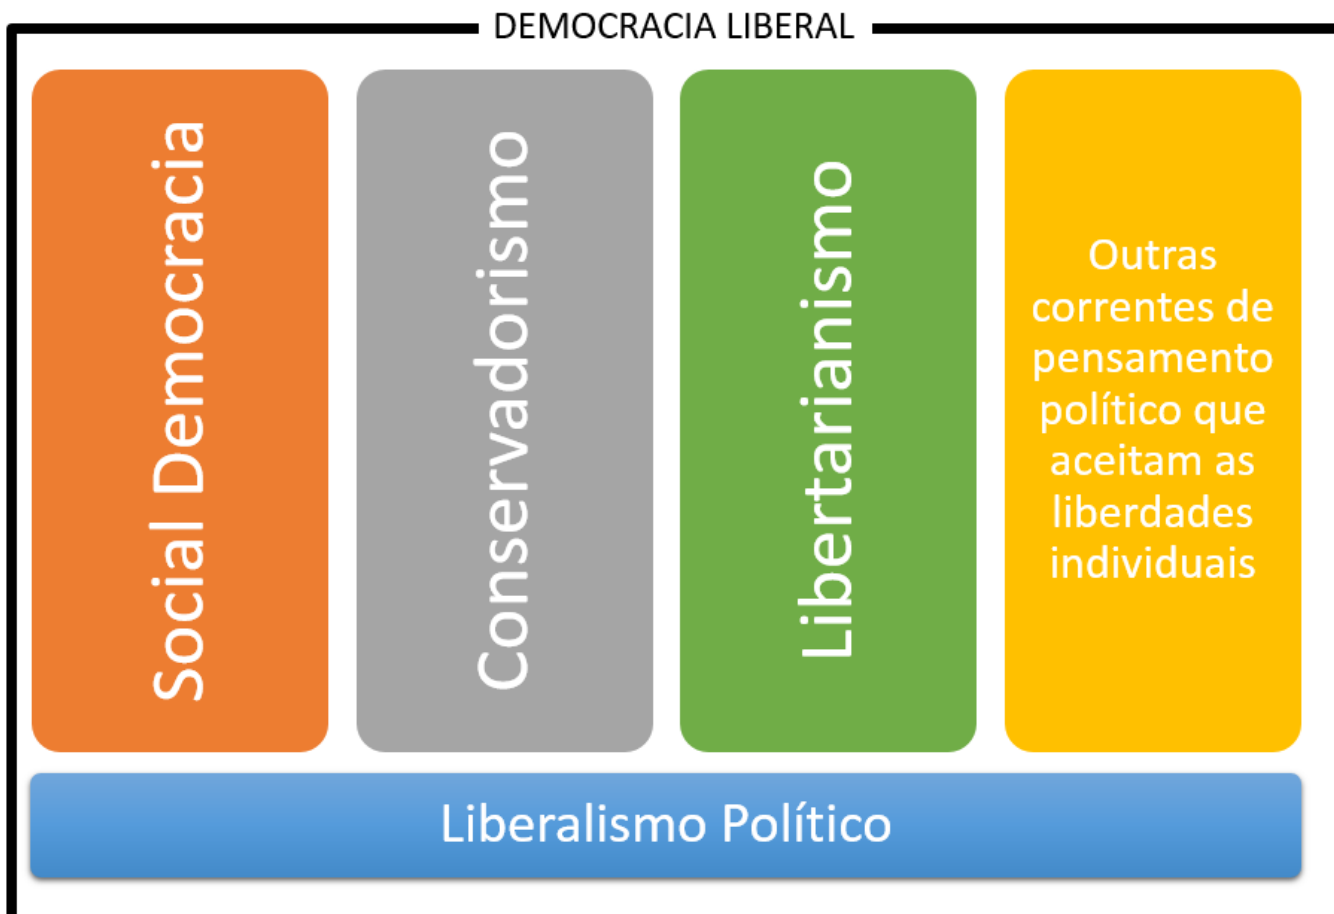 DEMOCRACIA LIBERAL
Social Democracia
Conservadorismo
Libertarianismo
Outras
correntes de
pensamento
político que
aceitam as
liberdades
individuais
Liberalismo Político